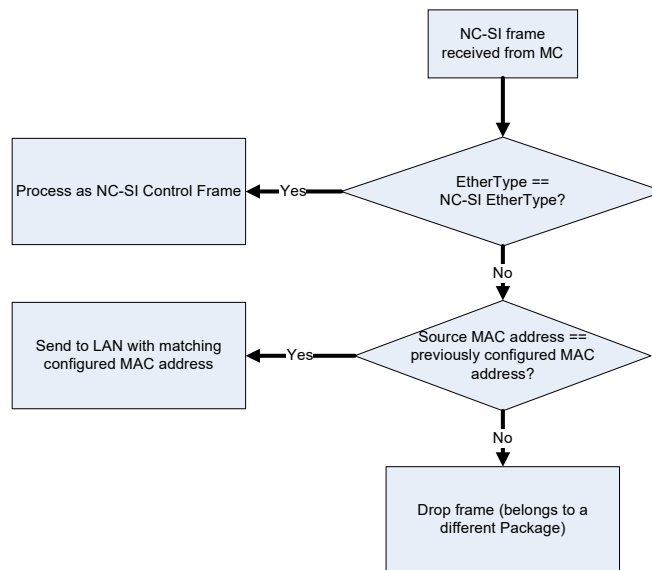 NC-SI frame
received from MC
EtherType ==
NC-SI EtherType?
Yes
Process as NC-SI Control Frame
No
Source MAC address ==
previously configured MAC
address?
Yes
Send to LAN with matching
configured MAC address
No
Drop frame (belongs to a
different Package)